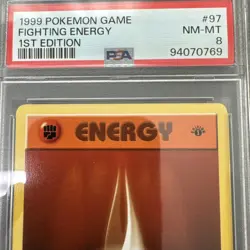 1999 POKEMON GAME #97
FIGHTING ENERGY NM-MT
1ST EDITION 8
PSA 94070769
ENERGY